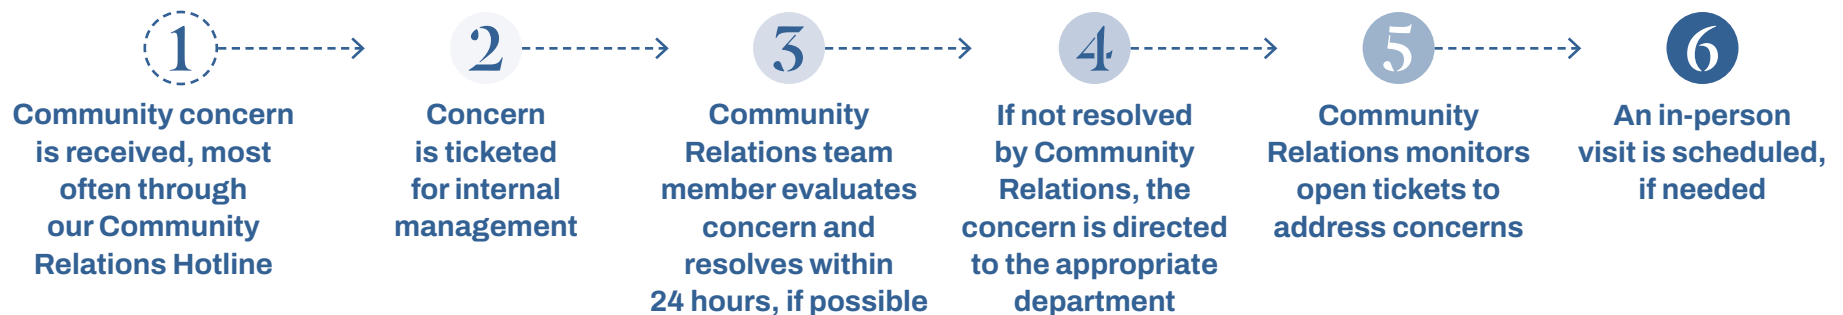 1
Community concern
is received, most
often through
our Community
Relations Hotline
2
Concern
is ticketed
for internal
management
3
Community
Relations team
member evaluates
concern and
resolves within
24 hours, if possible
4
If not resolved
by Community
Relations, the
concern is directed
to the appropriate
department
5
Community
Relations monitors
open tickets to
address concerns
6
An in-person
visit is scheduled,
if needed